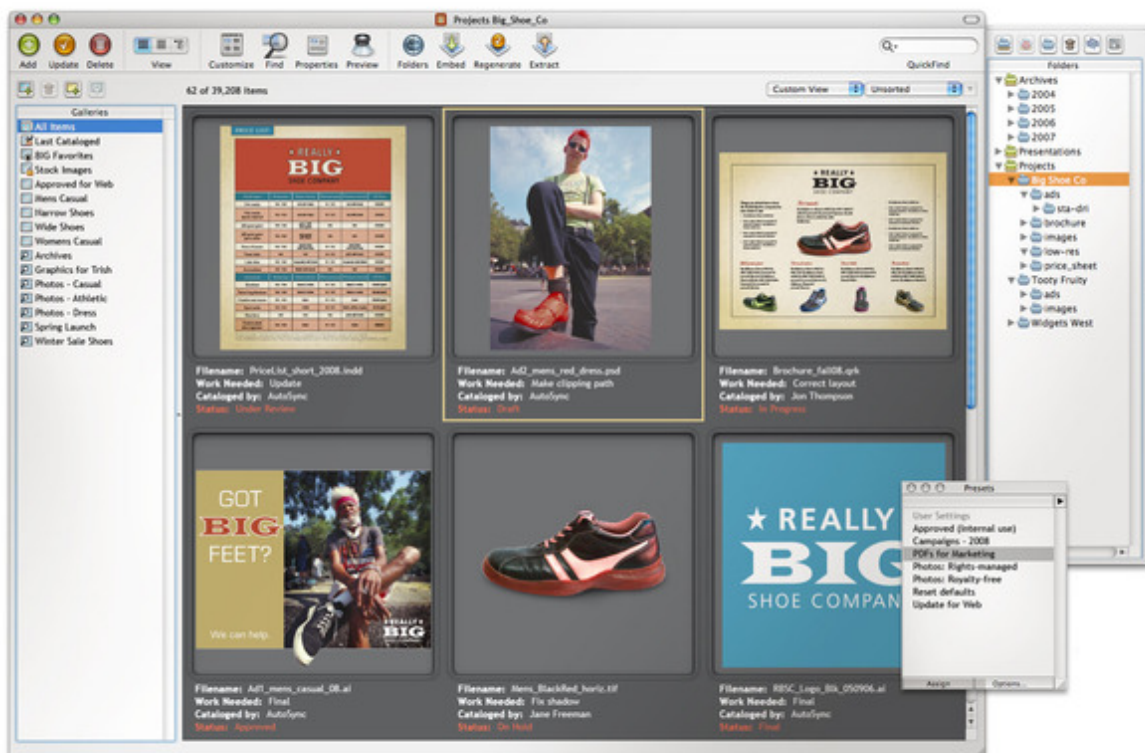 Projects Big_Shoe_Co
Add Update Delete View Customize Find Properties Preview Folders Embed Regenerate Extract QuickFind
62 of 39,208 Items
Custom View Unsorted
Galleries
All Items
Last Cataloged
BIG Favorites
Stock Images
Approved for Web
Mens Casual
Narrow Shoes
Wide Shoes
Womens Casual
Archives
Graphics for Trish
Photos - Casual
Photos - Athletic
Photos - Dress
Spring Launch
Winter Sale Shoes
PRICE LIST
REALLY
BIG
SHOE COMPANY
Filename: PriceList_short_2008.indd
Work Needed: Update
Cataloged by: AutoSync
Status: Under Review
Filename: Ad2_mens_red_dress.psd
Work Needed: Make clipping path
Cataloged by: AutoSync
Status: Draft
REALLY
BIG
SHOE COMPANY
Filename: Brochure_fall08.qrk
Work Needed: Correct layout
Cataloged by: Jon Thompson
Status: In Progress
GOT
BIG
FEET?
We can help.
REALLY
BIG
Filename: Ad1_mens_casual_08.ai
Work Needed: Final
Cataloged by: AutoSync
Status: Approved
Filename: Mens_BlackRed_horiz.tif
Work Needed: Fix shadow
Cataloged by: Jane Freeman
Status: On Hold
REALLY
BIG
SHOE COMPAN
Filename: RBSC_Logo_Blk_050906.ai
Work Needed: Final
Cataloged by: AutoSync
Status: Final
Folders
Archives
2004
2005
2006
2007
Presentations
Projects
Big Shoe Co
ads
sta-dri
brochure
images
low-res
price_sheet
Tooty Fruity
ads
images
Widgets West
Presets
User Settings
Approved (internal use)
Campaigns - 2008
PDFs for Marketing
Photos: Rights-managed
Photos: Royalty-free
Reset defaults
Update for Web
Assign Options...